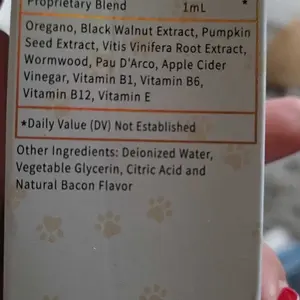 Proprietary Blend 1mL *
Oregano, Black Walnut Extract, Pumpkin
Seed Extract, Vitis Vinifera Root Extract,
Wormwood, Pau D'Arco, Apple Cider
Vinegar, Vitamin B1, Vitamin B6,
Vitamin B12, Vitamin E
*Daily Value (DV) Not Established
Other Ingredients: Deionized Water,
Vegetable Glycerin, Citric Acid and
Natural Bacon Flavor